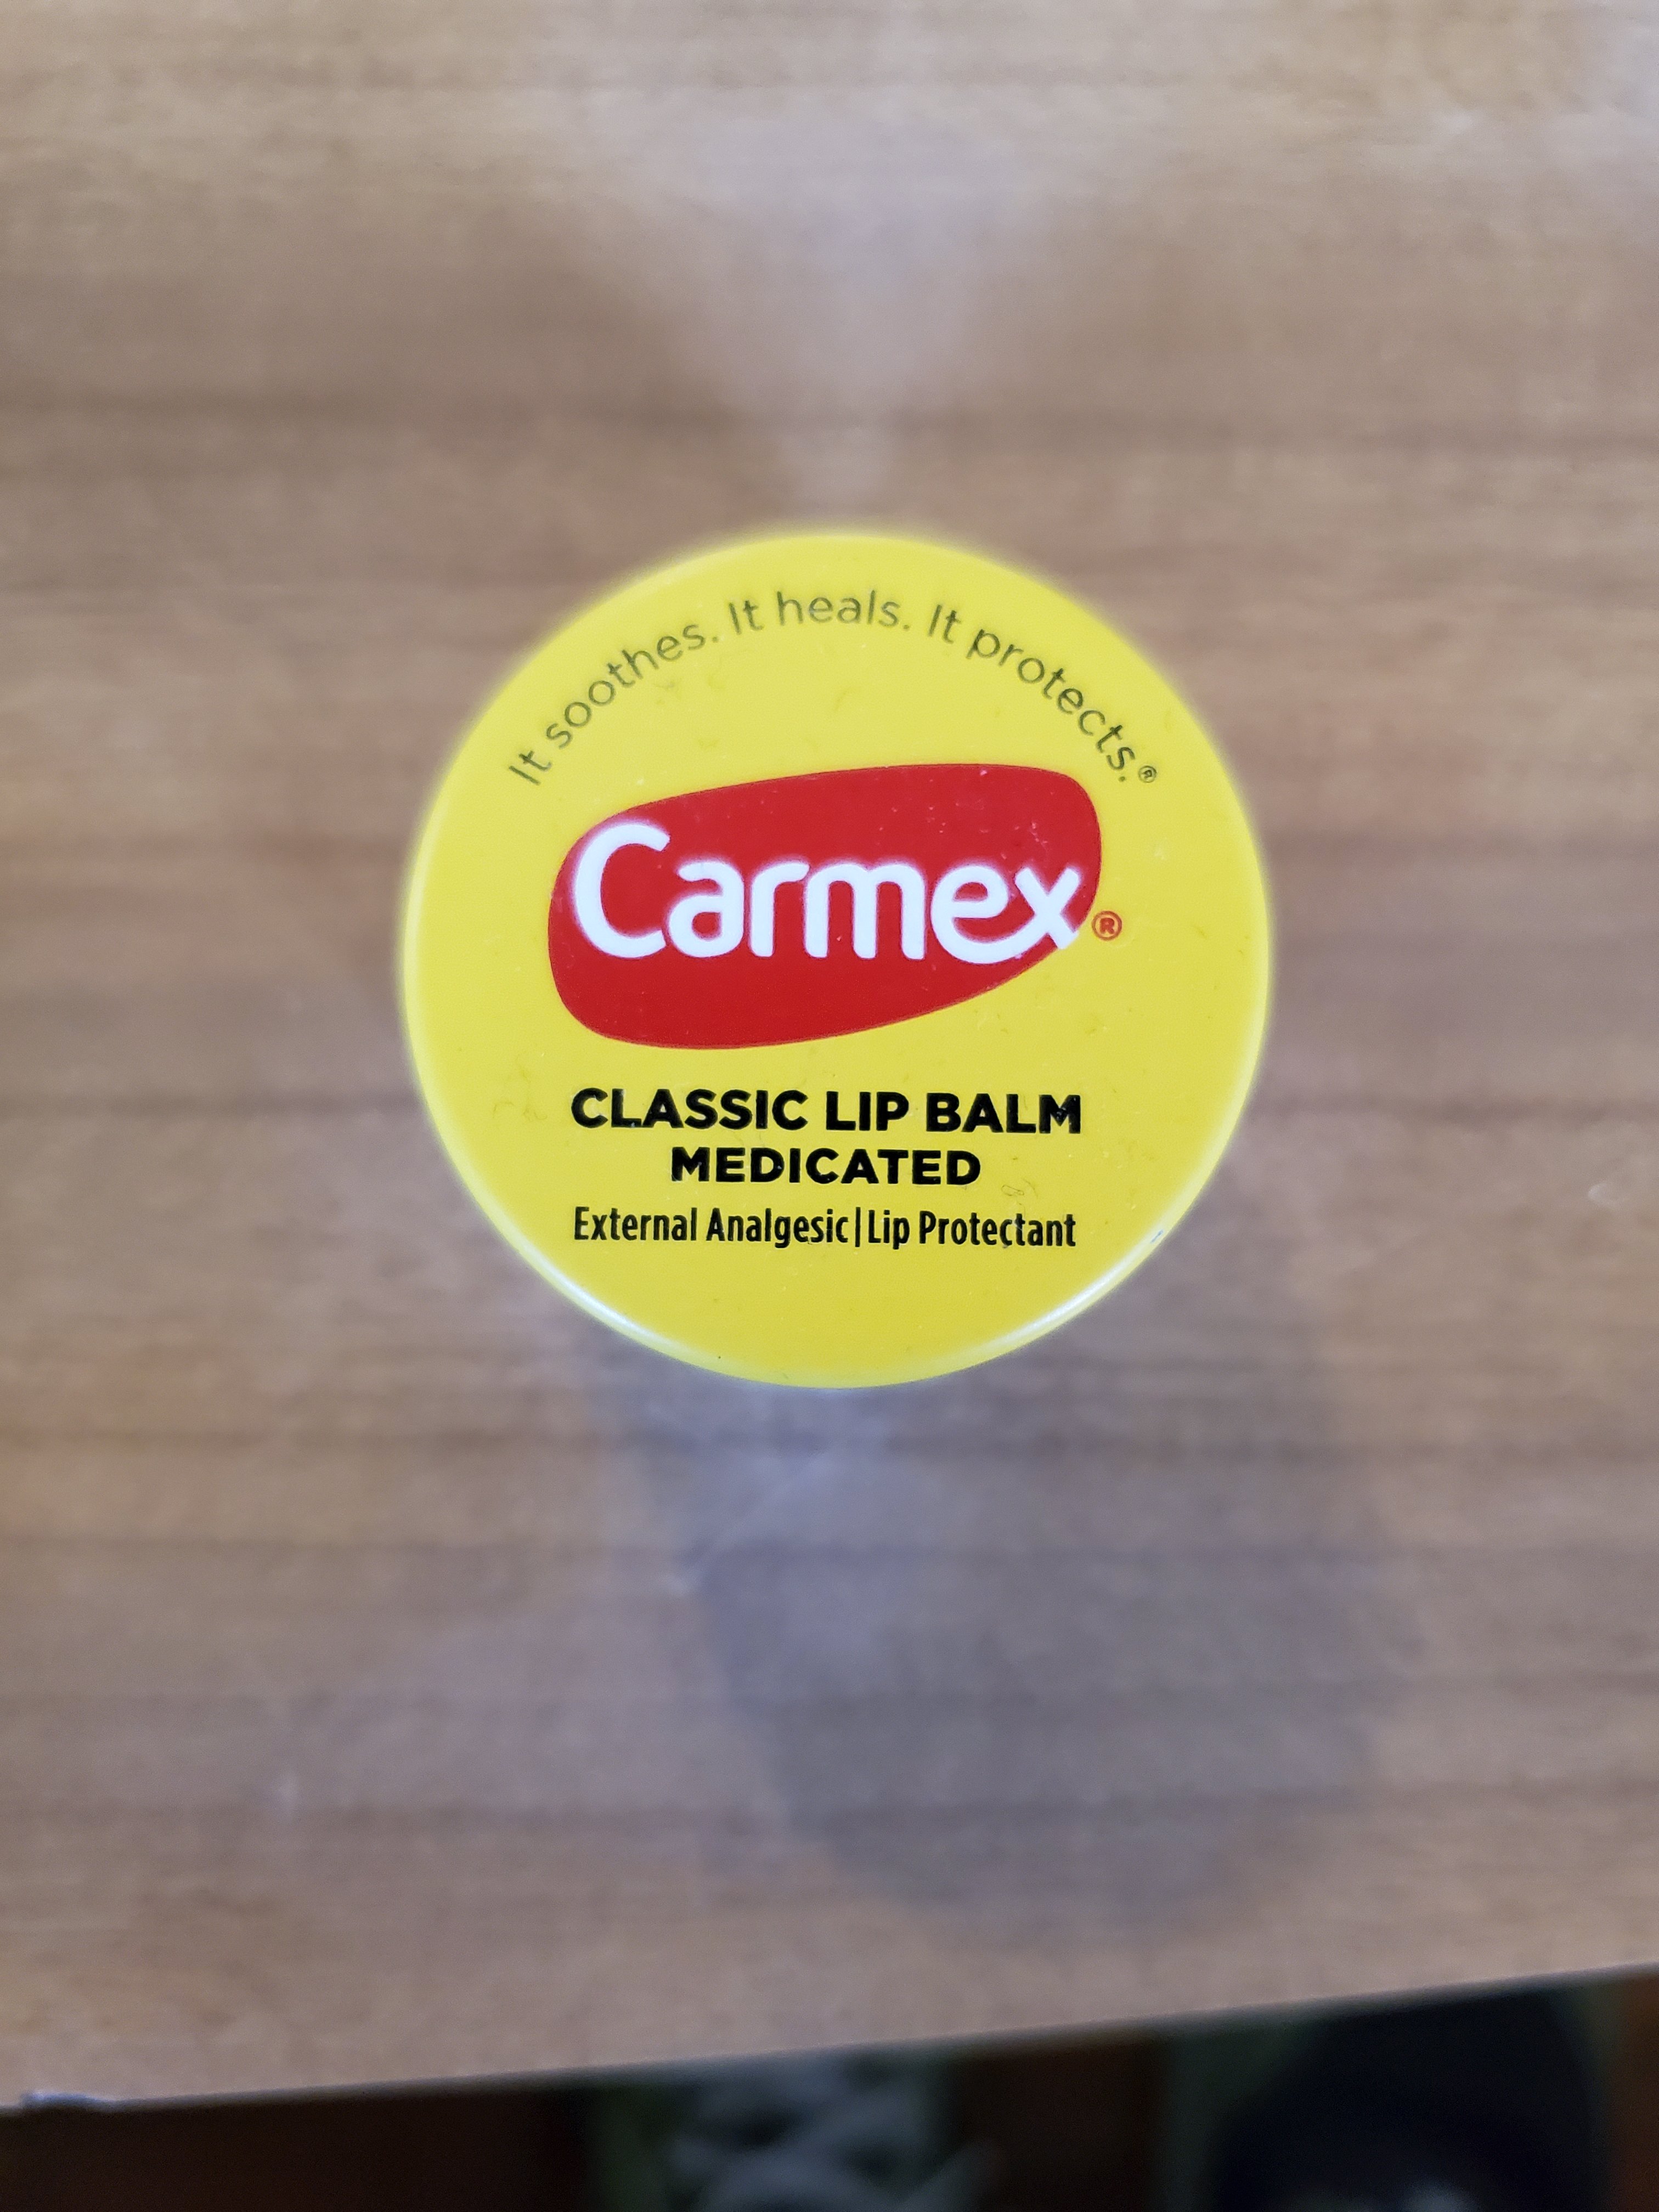 It soothes. It heals. It protects.®
Carmex®
CLASSIC LIP BALM
MEDICATED
External Analgesic|Lip Protectant